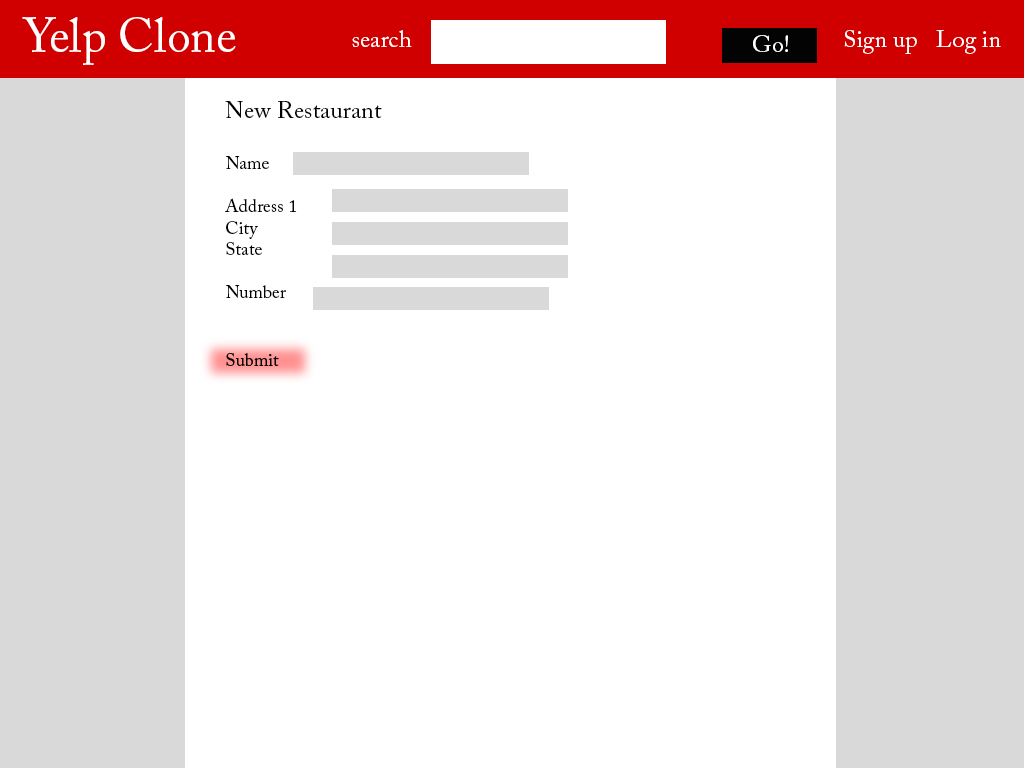 Yelp Clone search Go! Sign up Log in
New Restaurant
Name
Address 1
City
State
Number
Submit